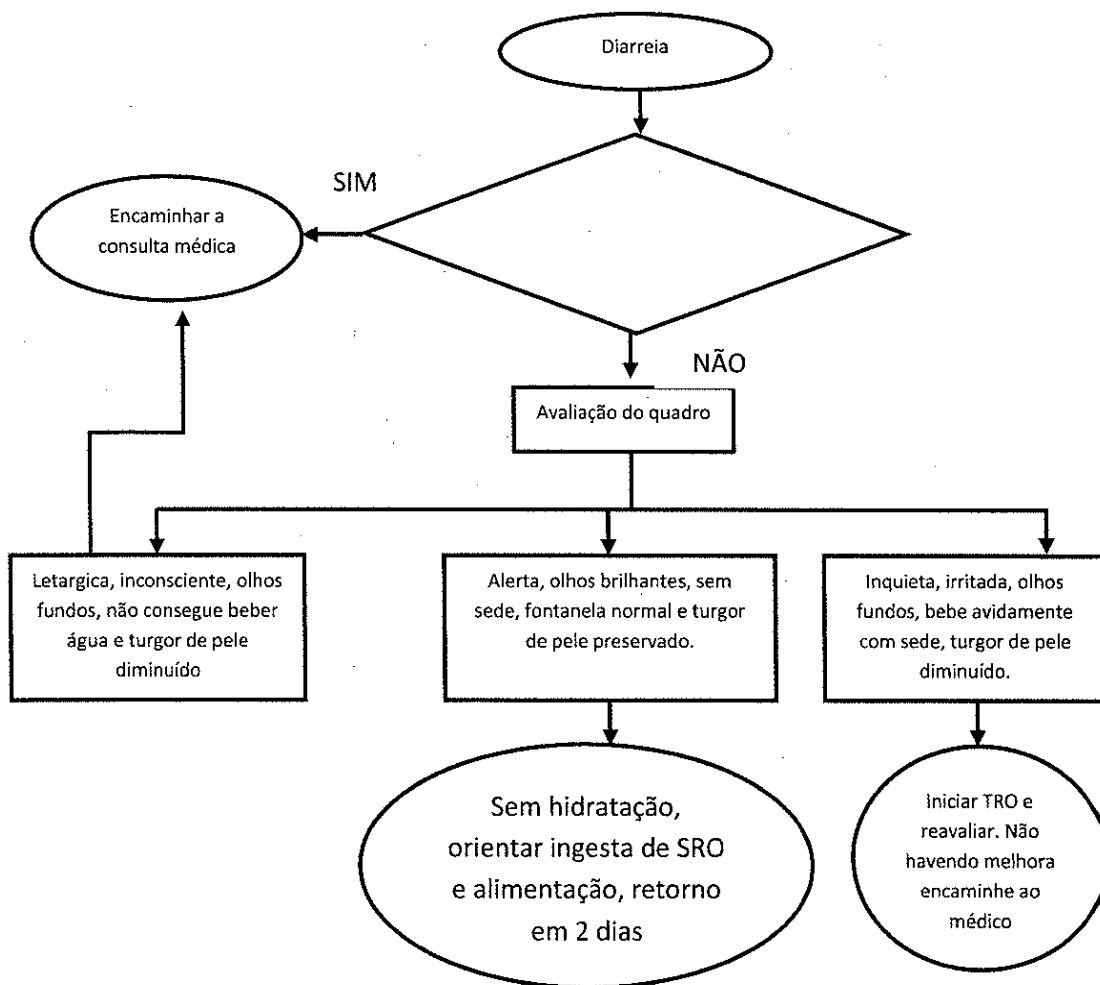 Diarreia
SIM
Encaminhar a
consulta médica
NÃO
Avaliação do quadro
Letargica, inconsciente, olhos
fundos, não consegue beber
água e turgor de pele
diminuído
Alerta, olhos brilhantes, sem
sede, fontanela normal e turgor
de pele preservado.
Inquieta, irritada, olhos
fundos, bebe avidamente
com sede, turgor de pele
diminuído.
Sem hidratação,
orientar ingesta de SRO
e alimentação, retorno
em 2 dias
Iniciar TRO e
reavaliar. Não
havendo melhora
encaminhe ao
médico